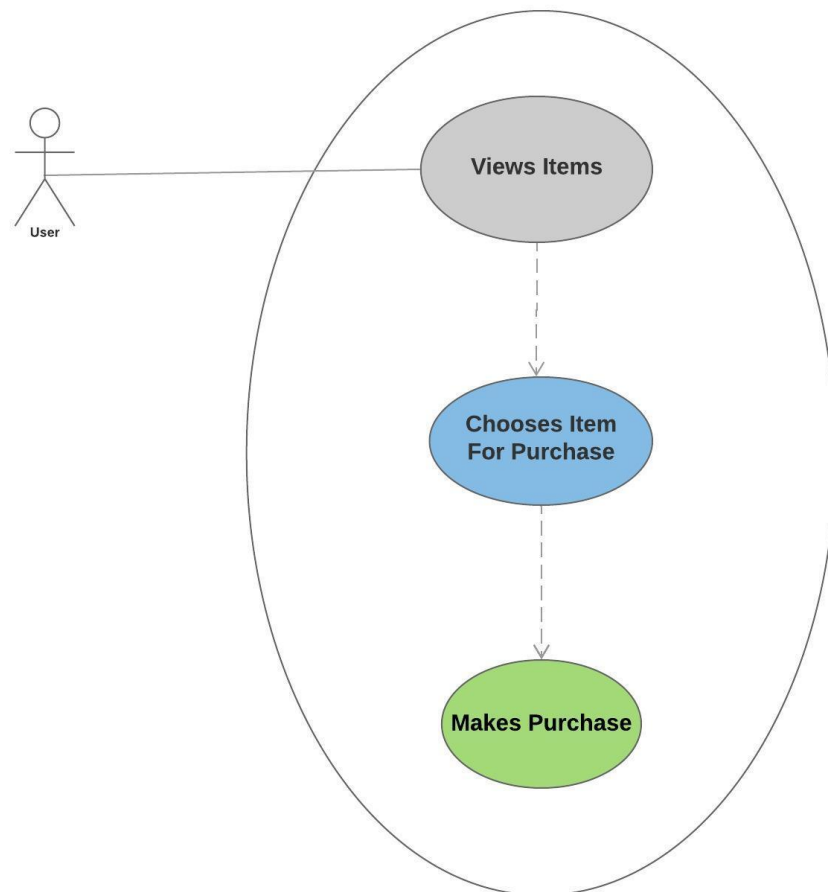 Views Items
User
Chooses Item
For Purchase
Makes Purchase